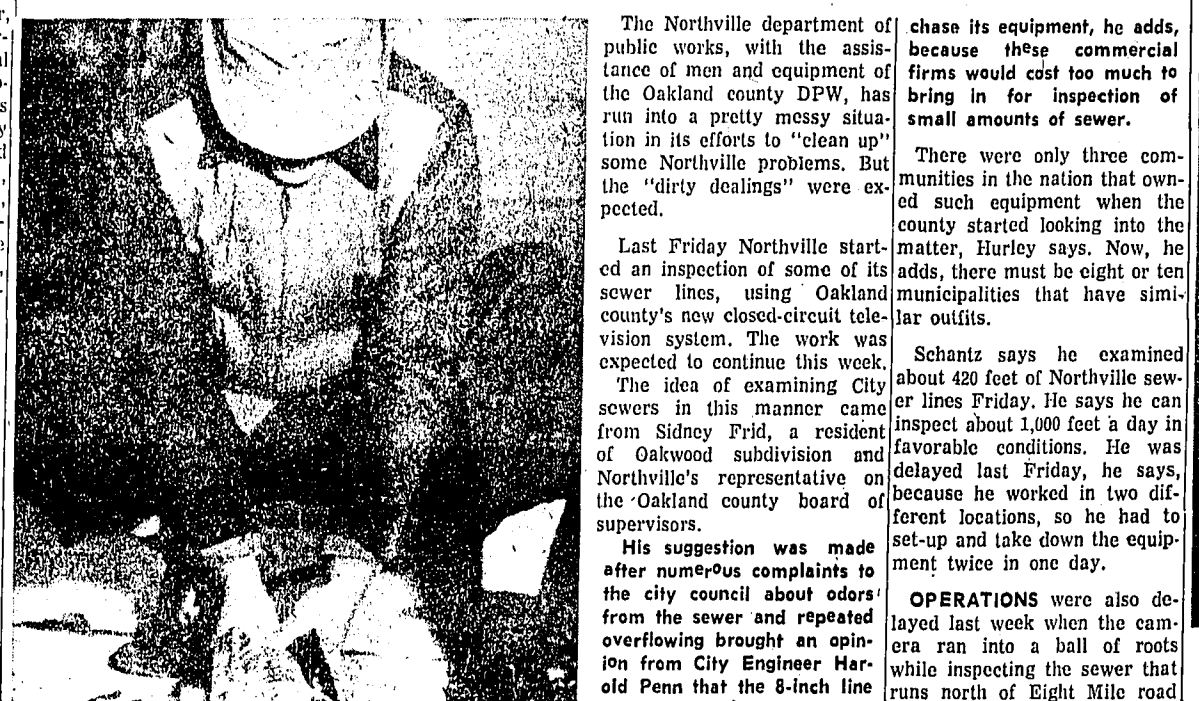 The Northville department of
public works, with the assis-
tance of men and equipment of
the Oakland county DPW, has
run into a pretty messy situa-
tion in its efforts to "clean up"
some Northville problems. But
the "dirty dealings" were ex-
pected.
Last Friday Northville start-
ed an inspection of some of its
sewer lines, using Oakland
county's new closed-circuit tele-
vision system. The work was
expected to continue this week.
The idea of examining City
sewers in this manner came
from Sidney Frid, a resident
of Oakwood subdivision and
Northville's representative on
the Oakland county board of
supervisors.
His suggestion was made
after numerous complaints to
the city council about odors
from the sewer and repeated
overflowing brought an opin-
ion from City Engineer Har-
old Penn that the 8-inch line
chase its equipment, he adds,
because these commercial
firms would cost too much to
bring in for inspection of
small amounts of sewer.
There were only three com-
munities in the nation that own-
ed such equipment when the
county started looking into the
matter, Hurley says. Now, he
adds, there must be eight or ten
municipalities that have simi-
lar outfits.
Schantz says he examined
about 420 feet of Northville sew-
er lines Friday. He says he can
inspect about 1,000 feet a day in
favorable conditions. He was
delayed last Friday, he says,
because he worked in two dif-
ferent locations, so he had to
set-up and take down the equip-
ment twice in one day.
OPERATIONS were also de-
layed last week when the cam-
era ran into a ball of roots
while inspecting the sewer that
runs north of Eight Mile road